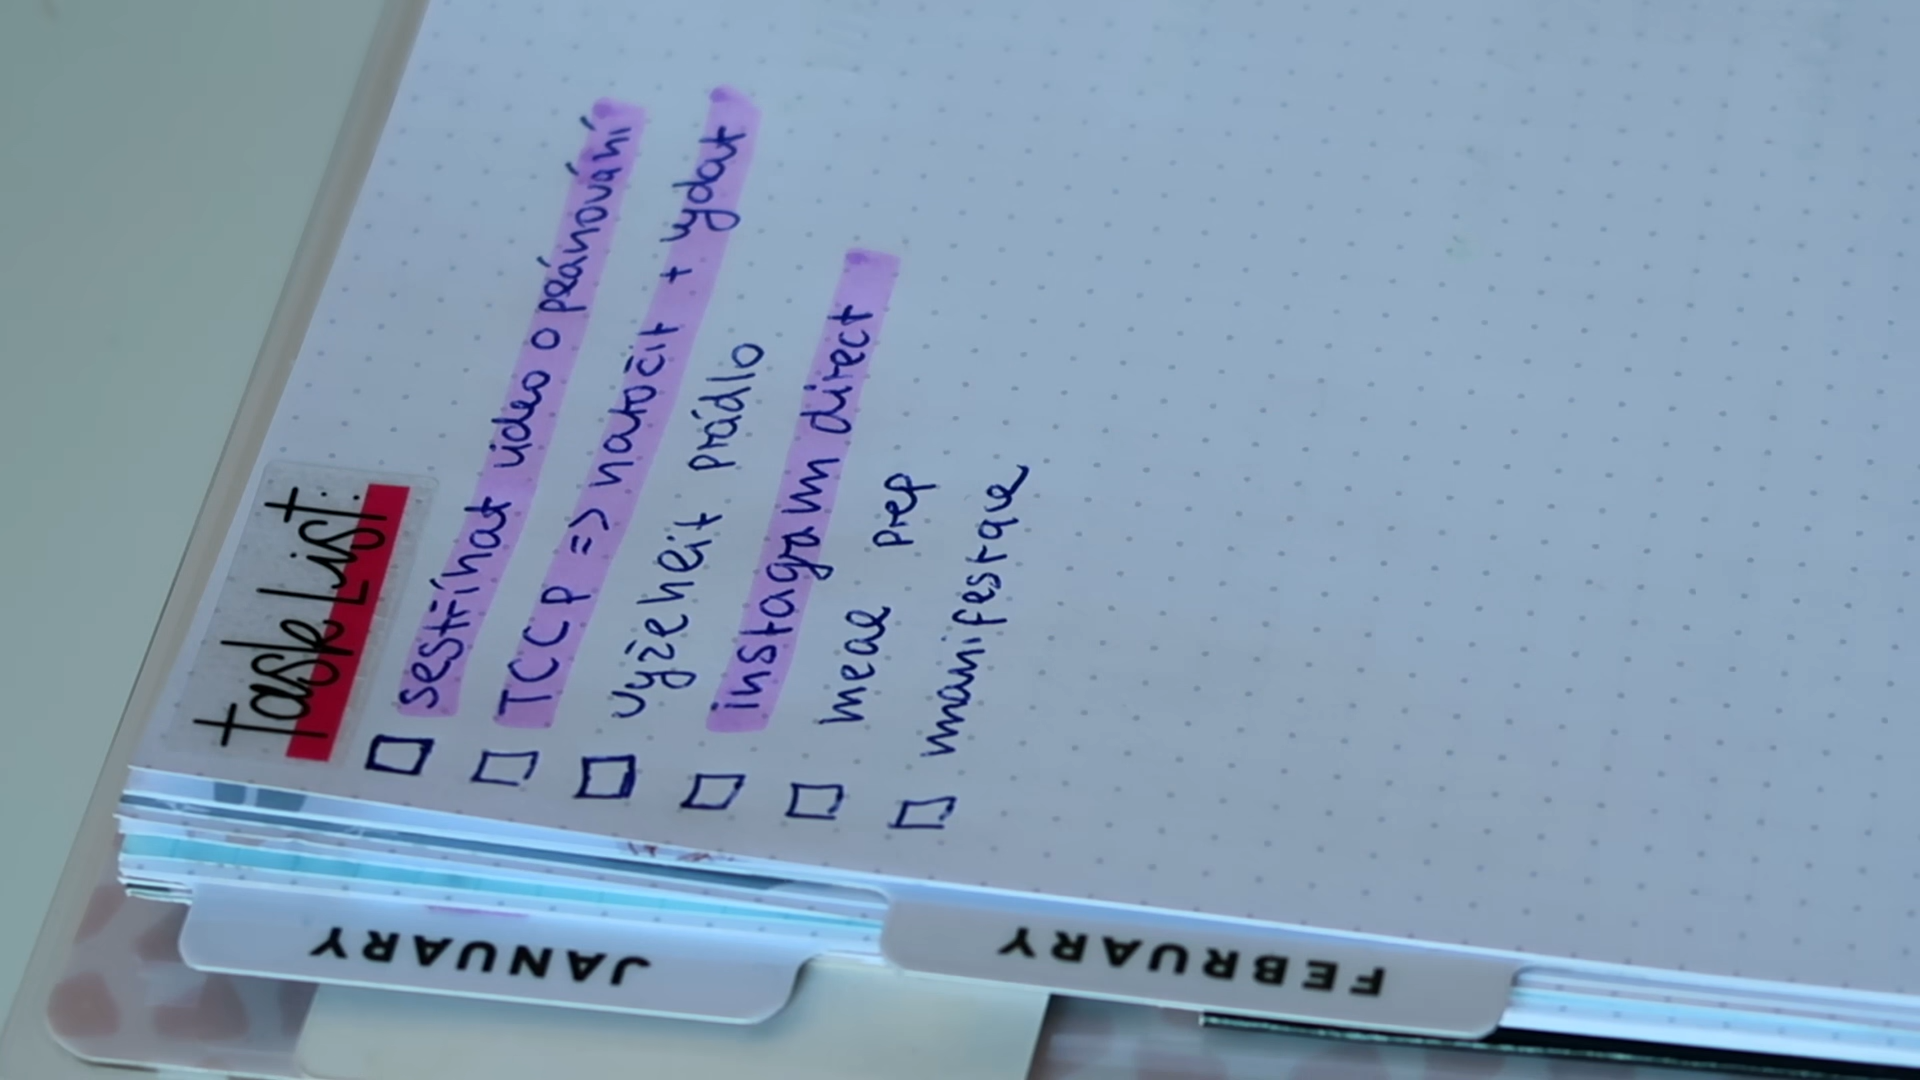 Task List:
sestříhat video o plánování
TCCP => natočit + vydat
vyžehlit prádlo
instagram direct
meal prep
manifestace
JANUARY
FEBRUARY